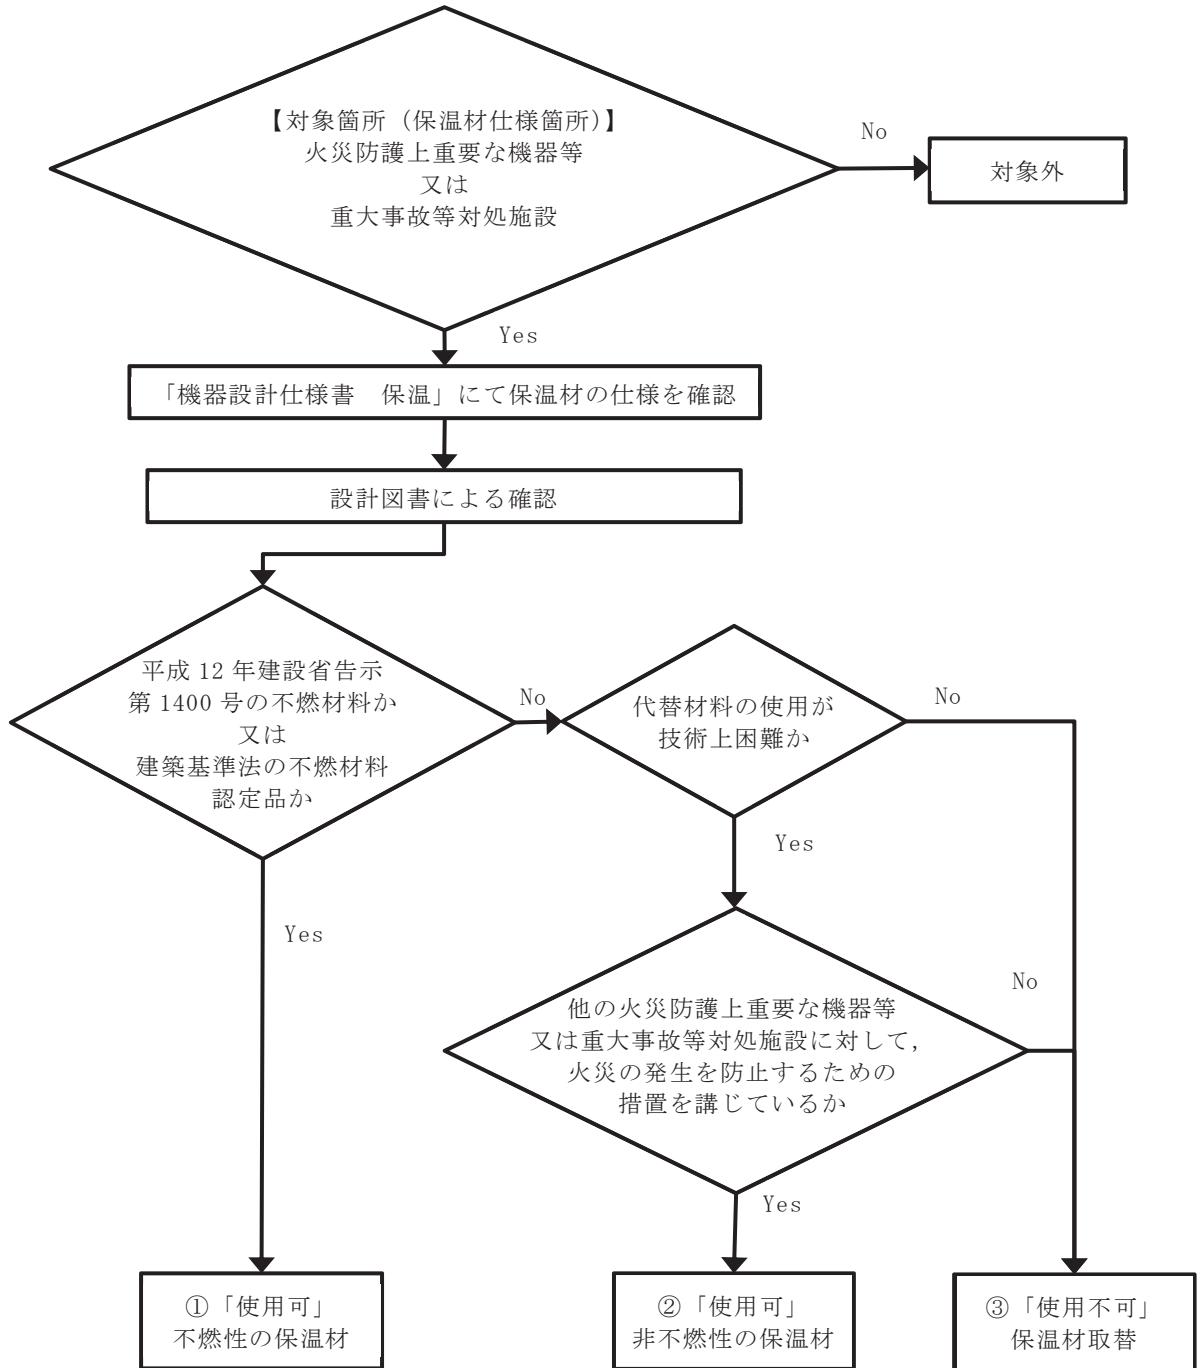 【対象箇所（保温材仕様箇所）】
火災防護上重要な機器等
又は
重大事故等対処施設
No
対象外
Yes
「機器設計仕様書　保温」にて保温材の仕様を確認
設計図書による確認
平成 12 年建設省告示
第 1400 号の不燃材料か
又は
建築基準法の不燃材料
認定品か
No
代替材料の使用が
技術上困難か
No
Yes
Yes
他の火災防護上重要な機器等
又は重大事故等対処施設に対して，
火災の発生を防止するための
措置を講じているか
No
Yes
①「使用可」
不燃性の保温材
②「使用可」
非不燃性の保温材
③「使用不可」
保温材取替